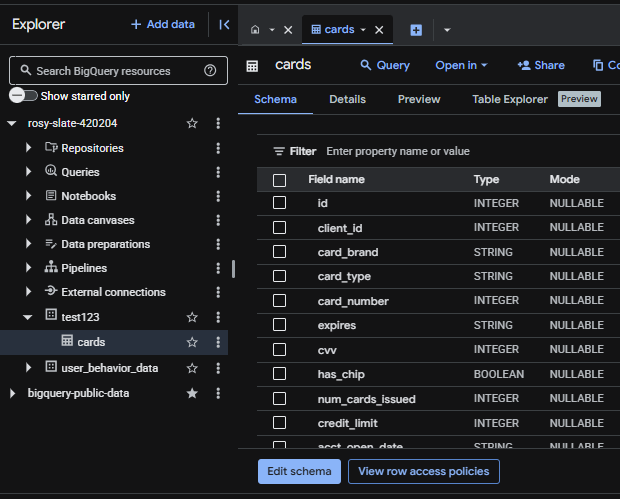 Explorer
+ Add data
Search BigQuery resources
Show starred only
rosy-slate-420204
Repositories
Queries
Notebooks
Data canvases
Data preparations
Pipelines
External connections
test123
cards
user_behavior_data
bigquery-public-data
cards
cards
Query
Open in
Share
Co
Schema
Details
Preview
Table Explorer
Preview
Filter Enter property name or value
Field name Type Mode
id INTEGER NULLABLE
client_id INTEGER NULLABLE
card_brand STRING NULLABLE
card_type STRING NULLABLE
card_number INTEGER NULLABLE
expires STRING NULLABLE
cvv INTEGER NULLABLE
has_chip BOOLEAN NULLABLE
num_cards_issued INTEGER NULLABLE
credit_limit INTEGER NULLABLE
acct_open_date STRING NULLABLE
Edit schema
View row access policies